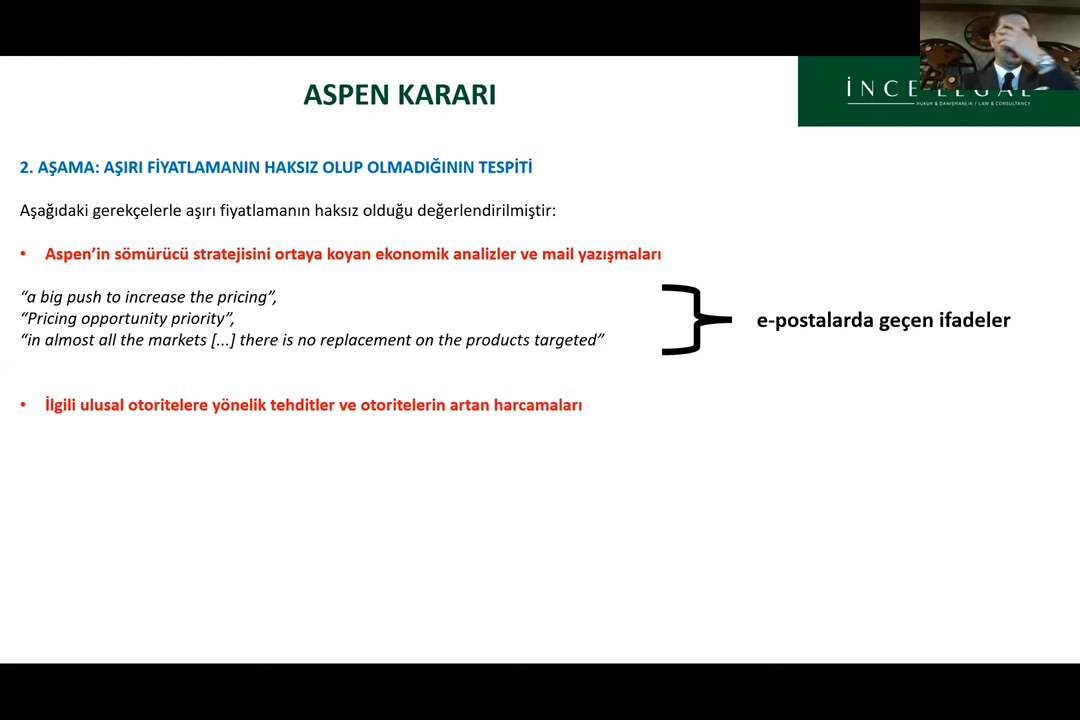 ASPEN KARARI
İNCE LEGAL
HUKUK & DANIŞMANLIK / LAW & CONSULTANCY
2. AŞAMA: AŞIRI FİYATLAMANIN HAKSIZ OLUP OLMADIĞININ TESPİTİ
Aşağıdaki gerekçelerle aşırı fiyatlamanın haksız olduğu değerlendirilmiştir:
• Aspen’in sömürücü stratejisini ortaya koyan ekonomik analizler ve mail yazışmaları
“a big push to increase the pricing”,
“Pricing opportunity priority”,
“in almost all the markets [...] there is no replacement on the products targeted”
e-postalarda geçen ifadeler
• İlgili ulusal otoritelere yönelik tehditler ve otoritelerin artan harcamaları